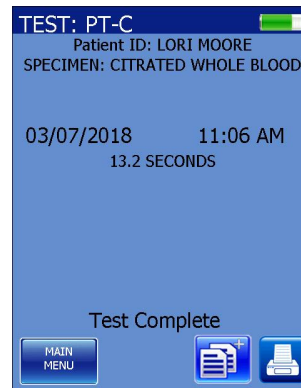 TEST: PT-C
Patient ID: LORI MOORE
SPECIMEN: CITRATED WHOLE BLOOD
03/07/2018 11:06 AM
13.2 SECONDS
Test Complete
MAIN
MENU